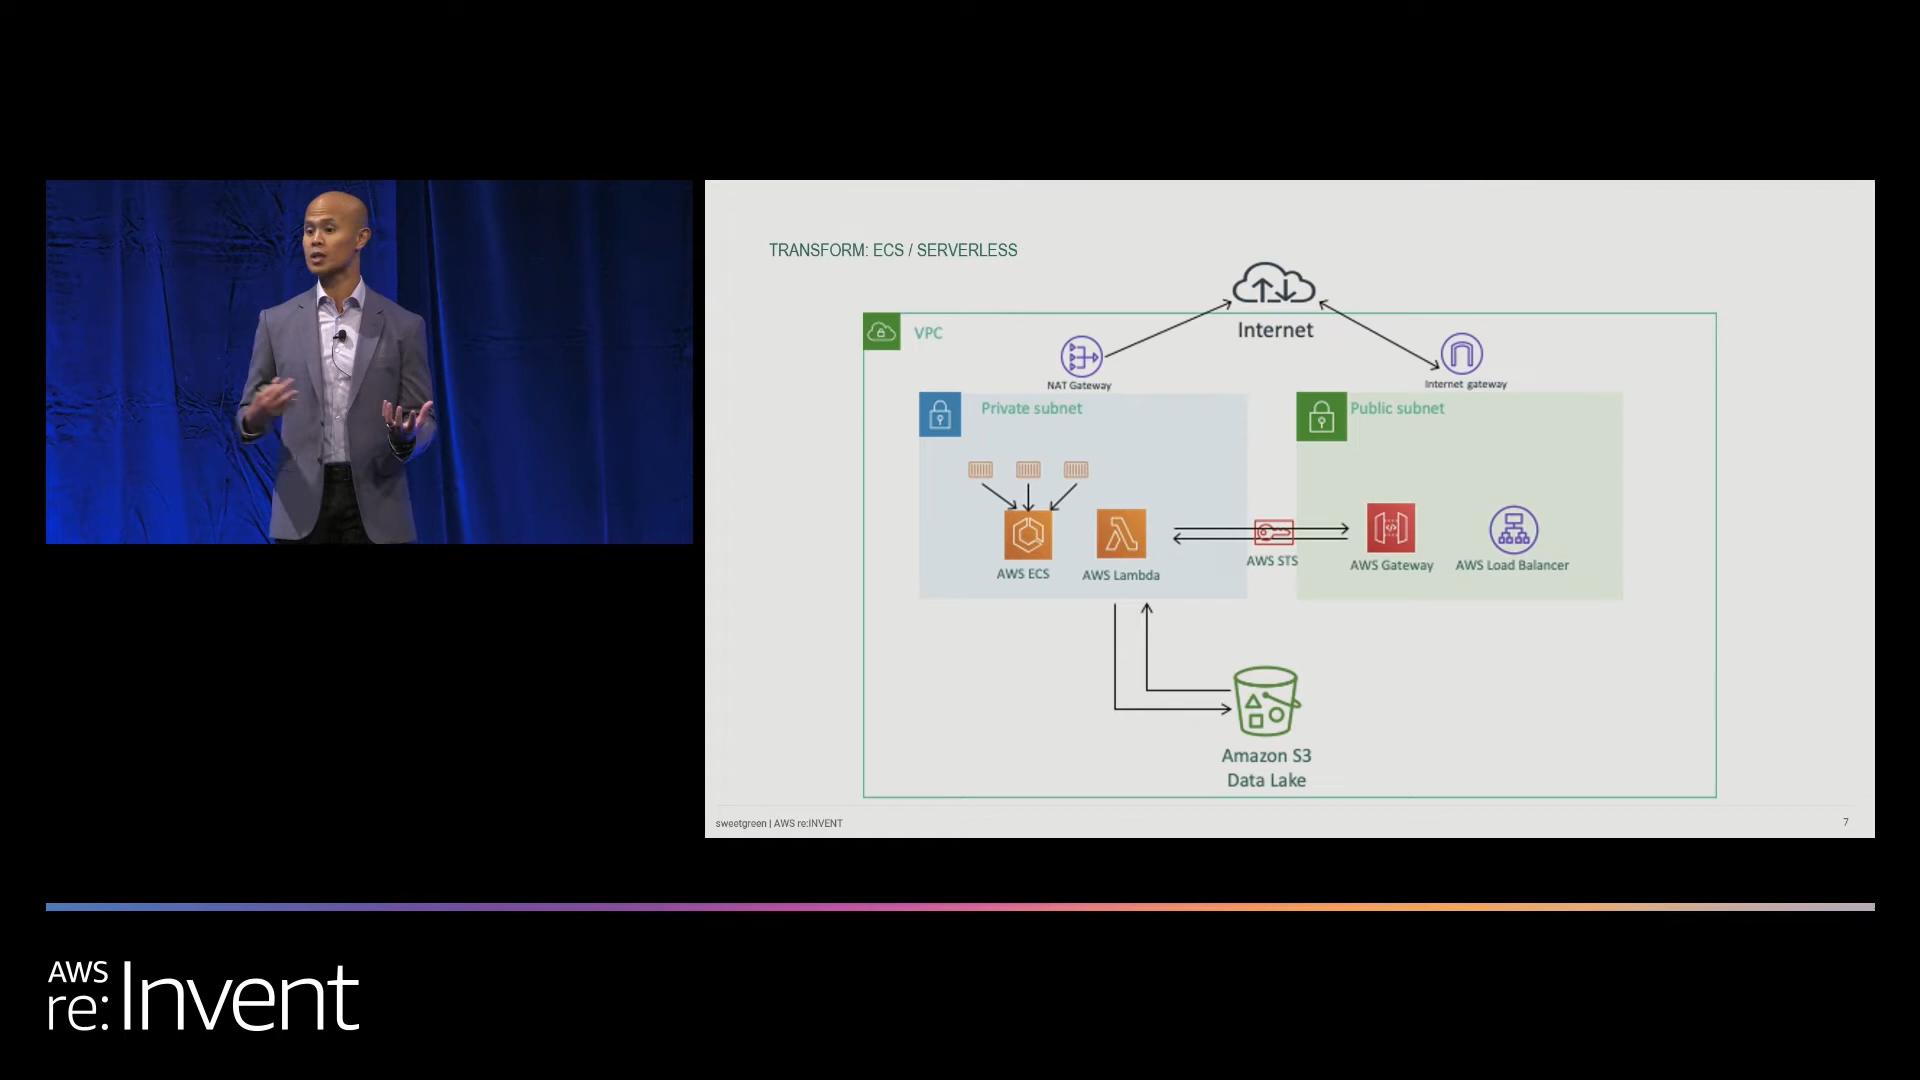 TRANSFORM: ECS / SERVERLESS
Internet
VPC
NAT Gateway
Internet gateway
Private subnet
Public subnet
AWS ECS
AWS Lambda
AWS STS
AWS Gateway
AWS Load Balancer
Amazon S3
Data Lake
sweetgreen | AWS re:INVENT
7
AWS
re:Invent